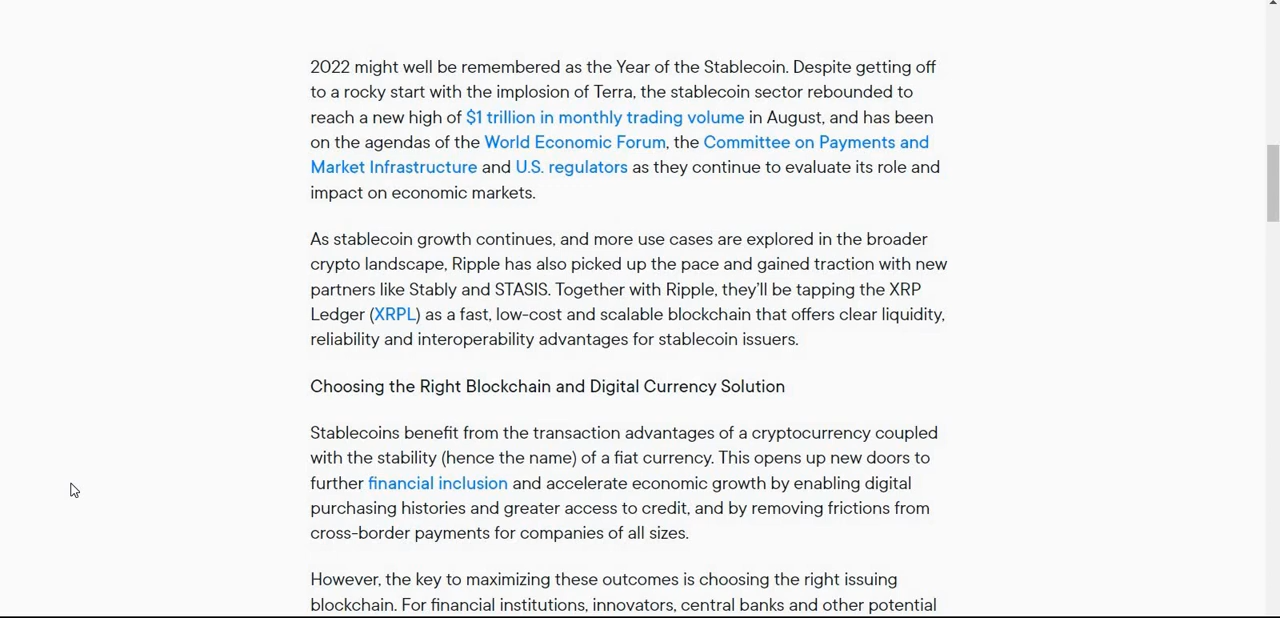 2022 might well be remembered as the Year of the Stablecoin. Despite getting off
to a rocky start with the implosion of Terra, the stablecoin sector rebounded to
reach a new high of $1 trillion in monthly trading volume in August, and has been
on the agendas of the World Economic Forum, the Committee on Payments and
Market Infrastructure and U.S. regulators as they continue to evaluate its role and
impact on economic markets.
As stablecoin growth continues, and more use cases are explored in the broader
crypto landscape, Ripple has also picked up the pace and gained traction with new
partners like Stably and STASIS. Together with Ripple, they'll be tapping the XRP
Ledger (XRPL) as a fast, low-cost and scalable blockchain that offers clear liquidity,
reliability and interoperability advantages for stablecoin issuers.
Choosing the Right Blockchain and Digital Currency Solution
Stablecoins benefit from the transaction advantages of a cryptocurrency coupled
with the stability (hence the name) of a fiat currency. This opens up new doors to
further financial inclusion and accelerate economic growth by enabling digital
purchasing histories and greater access to credit, and by removing frictions from
cross-border payments for companies of all sizes.
However, the key to maximizing these outcomes is choosing the right issuing
blockchain. For financial institutions, innovators, central banks and other potential